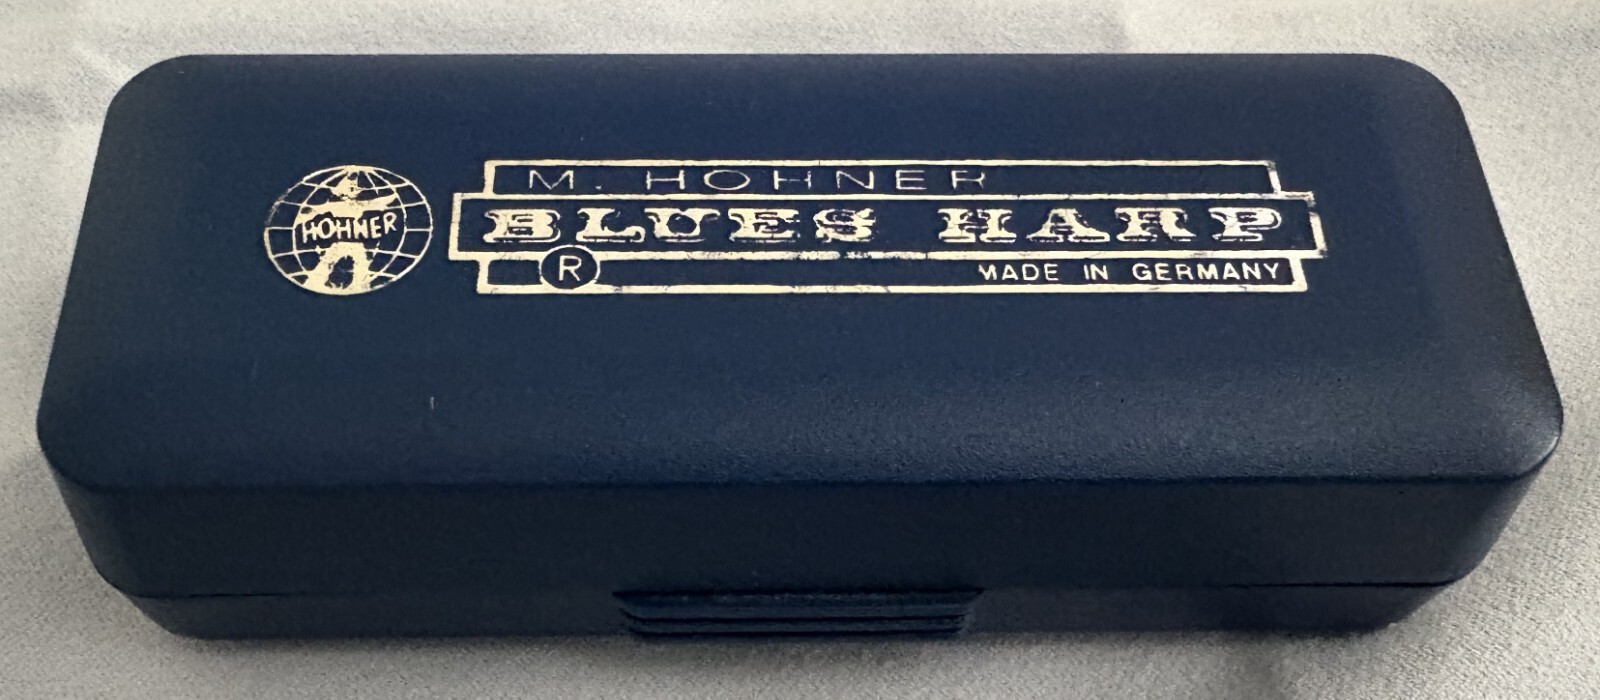 HOHNER
M. HOHNER
BLUES HARP
® MADE IN GERMANY